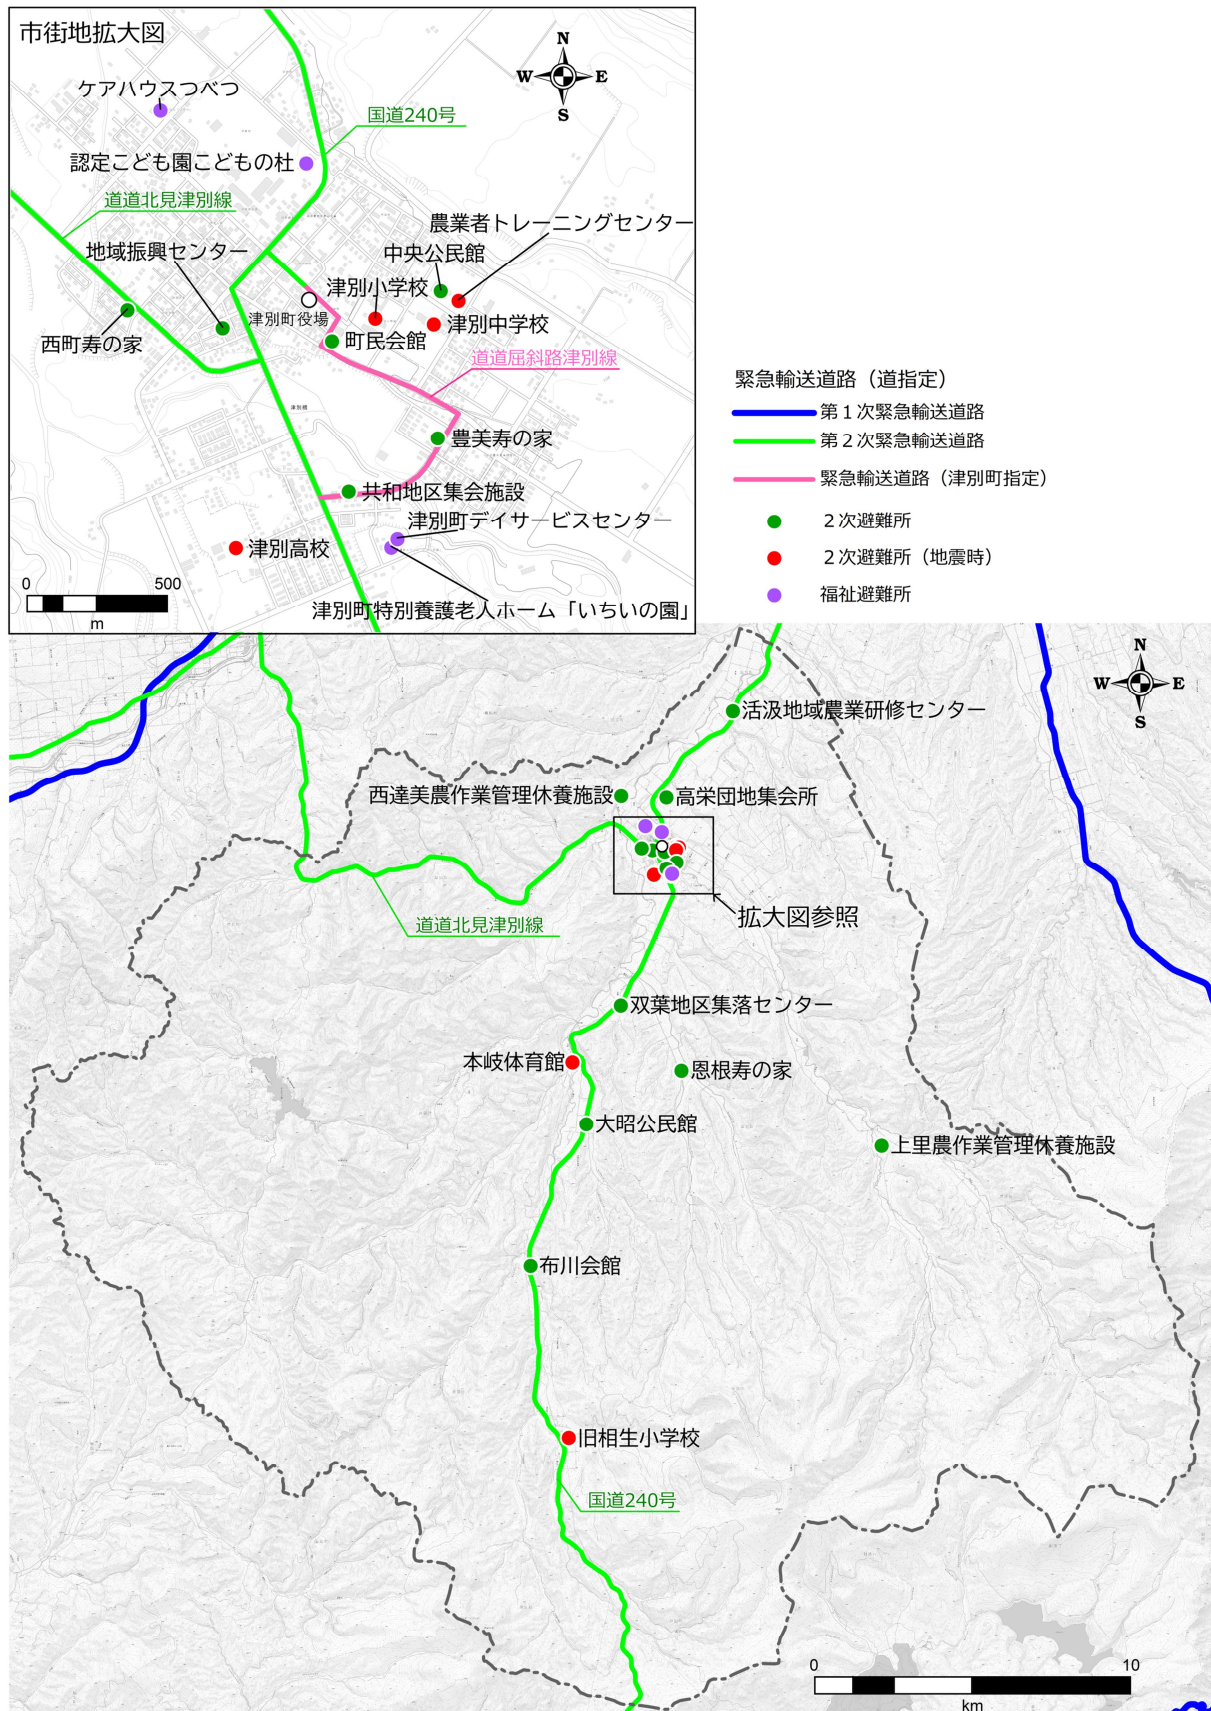 市街地拡大図
N
W
E
S
ケアハウスつべつ
国道240号
認定こども園こどもの杜
道道北見津別線
農業者トレーニングセンター
地域振興センター
中央公民館
津別小学校
津別町役場
津別中学校
西町寿の家
町民会館
道道屈斜路津別線
津別橋
豊美寿の家
共和地区集会施設
津別町デイサービスセンター
津別高校
0
500
m
津別町特別養護老人ホーム「いちいの園」
緊急輸送道路（道指定）
第１次緊急輸送道路
第２次緊急輸送道路
緊急輸送道路（津別町指定）
２次避難所
２次避難所（地震時）
福祉避難所
N
W
E
S
活汲地域農業研修センター
西達美農作業管理休養施設
高栄団地集会所
拡大図参照
道道北見津別線
双葉地区集落センター
本岐体育館
恩根寿の家
大昭公民館
上里農作業管理休養施設
布川会館
旧相生小学校
国道240号
0
10
km